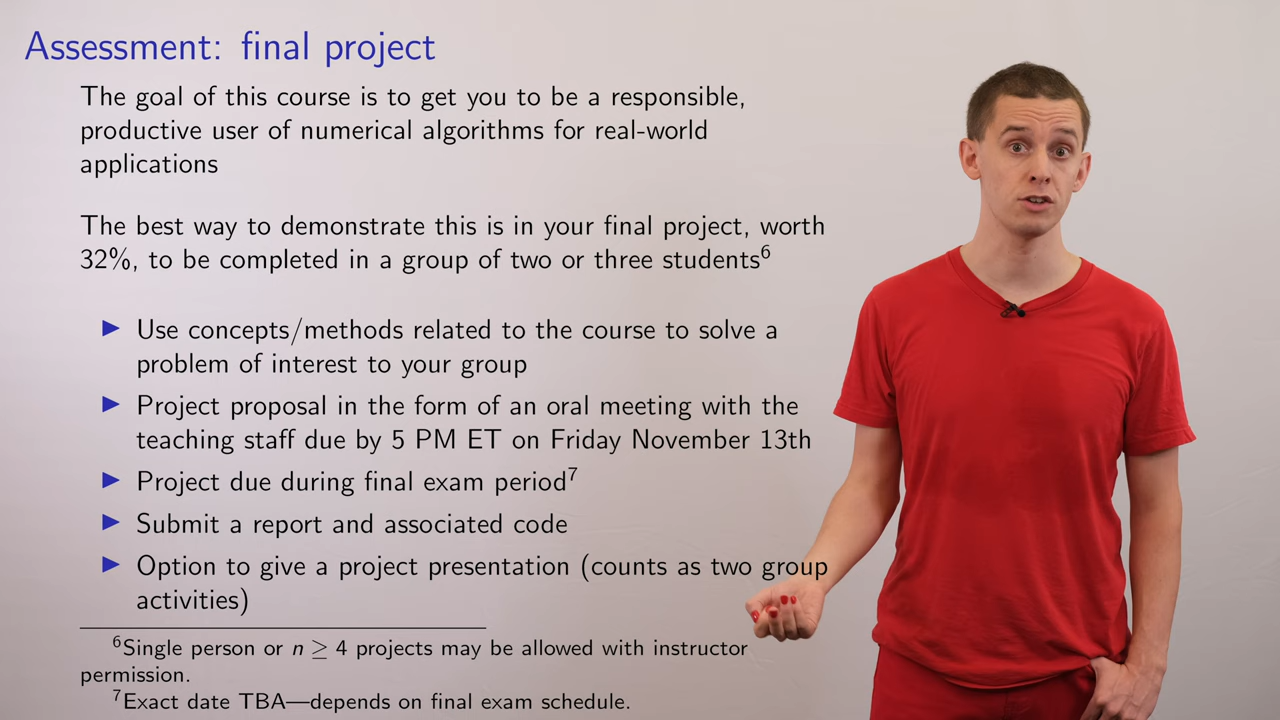 Assessment: final project
The goal of this course is to get you to be a responsible,
productive user of numerical algorithms for real-world
applications
The best way to demonstrate this is in your final project, worth
32%, to be completed in a group of two or three students⁶
▶ Use concepts/methods related to the course to solve a
problem of interest to your group
▶ Project proposal in the form of an oral meeting with the
teaching staff due by 5 PM ET on Friday November 13th
▶ Project due during final exam period⁷
▶ Submit a report and associated code
▶ Option to give a project presentation (counts as two group
activities)
⁶Single person or n ≥ 4 projects may be allowed with instructor
permission.
⁷Exact date TBA—depends on final exam schedule.